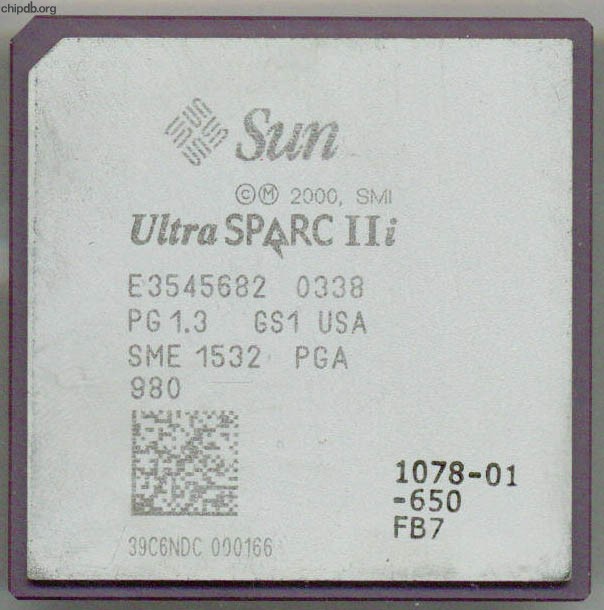 chipdb.org
Sun
©Ⓜ 2000, SMI
UltraSPARC IIi
E3545682 0338
PG 1.3 GS1 USA
SME 1532 PGA
980
1078-01
-650
FB7
39C6NDC 000166